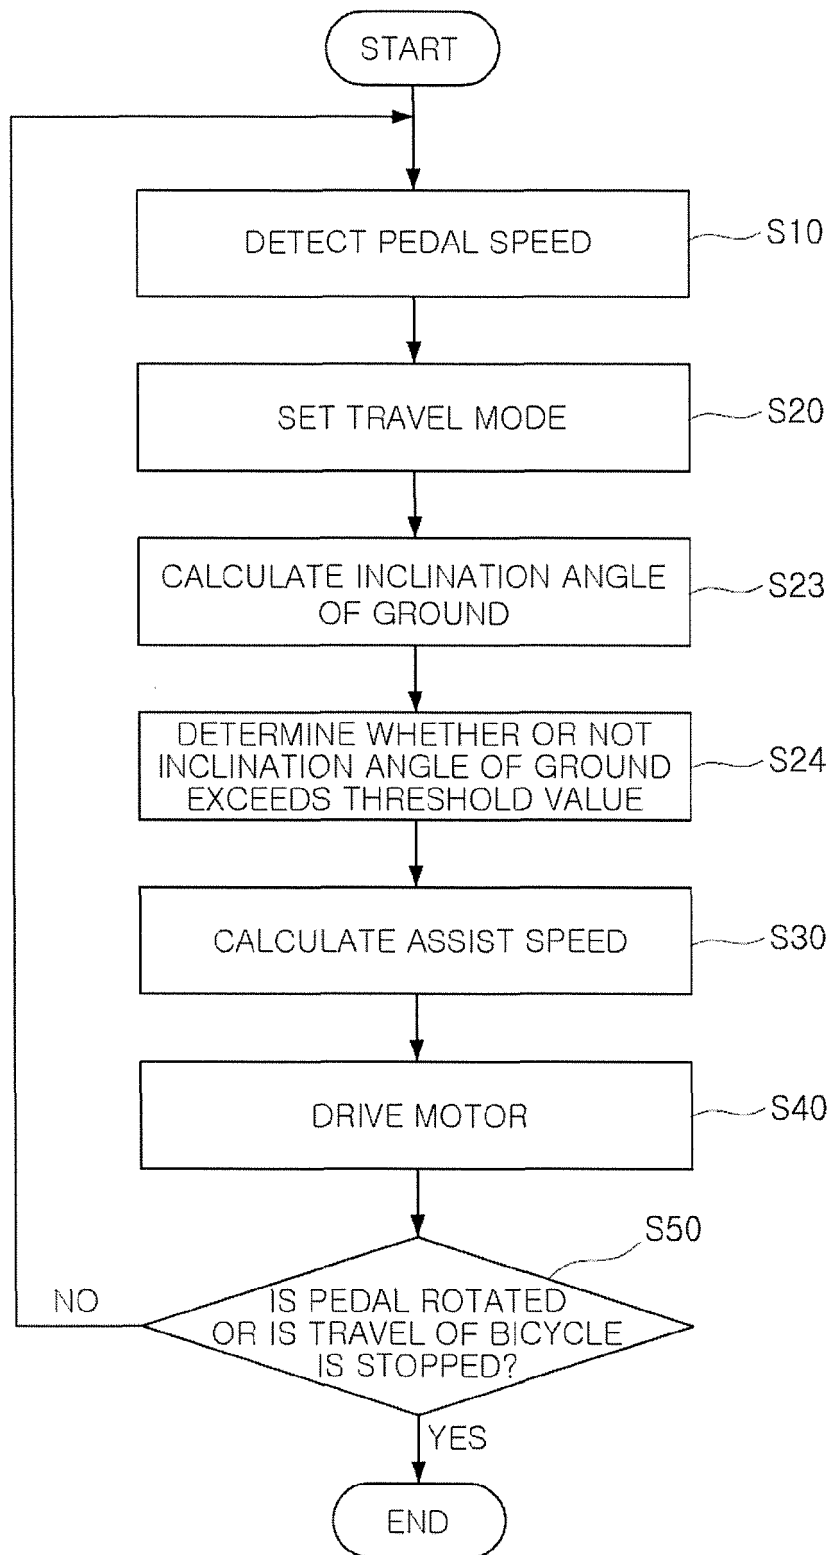 START
DETECT PEDAL SPEED
S10
SET TRAVEL MODE
S20
CALCULATE INCLINATION ANGLE
OF GROUND
S23
DETERMINE WHETHER OR NOT
INCLINATION ANGLE OF GROUND
EXCEEDS THRESHOLD VALUE
S24
CALCULATE ASSIST SPEED
S30
DRIVE MOTOR
S40
S50
NO
IS PEDAL ROTATED
OR IS TRAVEL OF BICYCLE
IS STOPPED?
YES
END